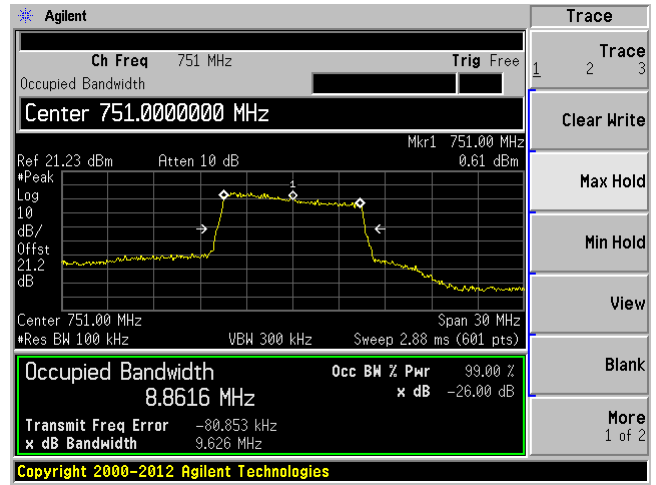 Agilent
Trace
Ch Freq 751 MHz Trig Free
Occupied Bandwidth
Center 751.0000000 MHz
Mkr1 751.00 MHz
Ref 21.23 dBm Atten 10 dB 0.61 dBm
#Peak
Log
10
dB/
Offst
21.2
dB
1
Center 751.00 MHz Span 30 MHz
#Res BW 100 kHz VBW 300 kHz Sweep 2.88 ms (601 pts)
Occupied Bandwidth Occ BW % Pwr 99.00 %
8.8616 MHz x dB -26.00 dB
Transmit Freq Error -80.853 kHz
x dB Bandwidth 9.626 MHz
Copyright 2000-2012 Agilent Technologies
Trace
1 2 3
Clear Write
Max Hold
Min Hold
View
Blank
More
1 of 2